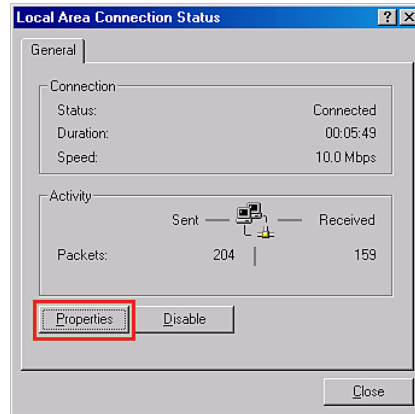 Local Area Connection Status
General
Connection
Status: Connected
Duration: 00:05:49
Speed: 10.0 Mbps
Activity
Sent Received
Packets: 204 159
Properties Disable
Close